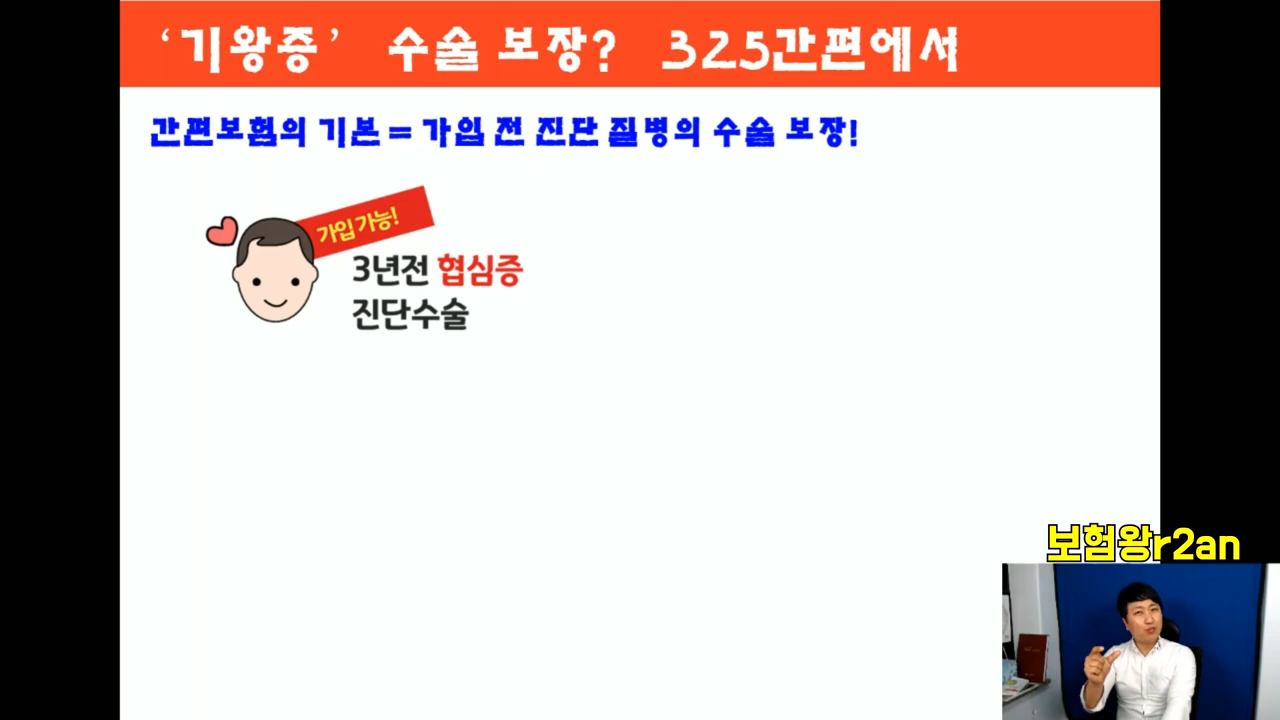 '기왕증' 수술 보장? 325간편에서
간편보험의 기본 = 가입 전 진단 질병의 수술 보장!
가입 가능!
3년전 협심증
진단수술
보험왕r2an